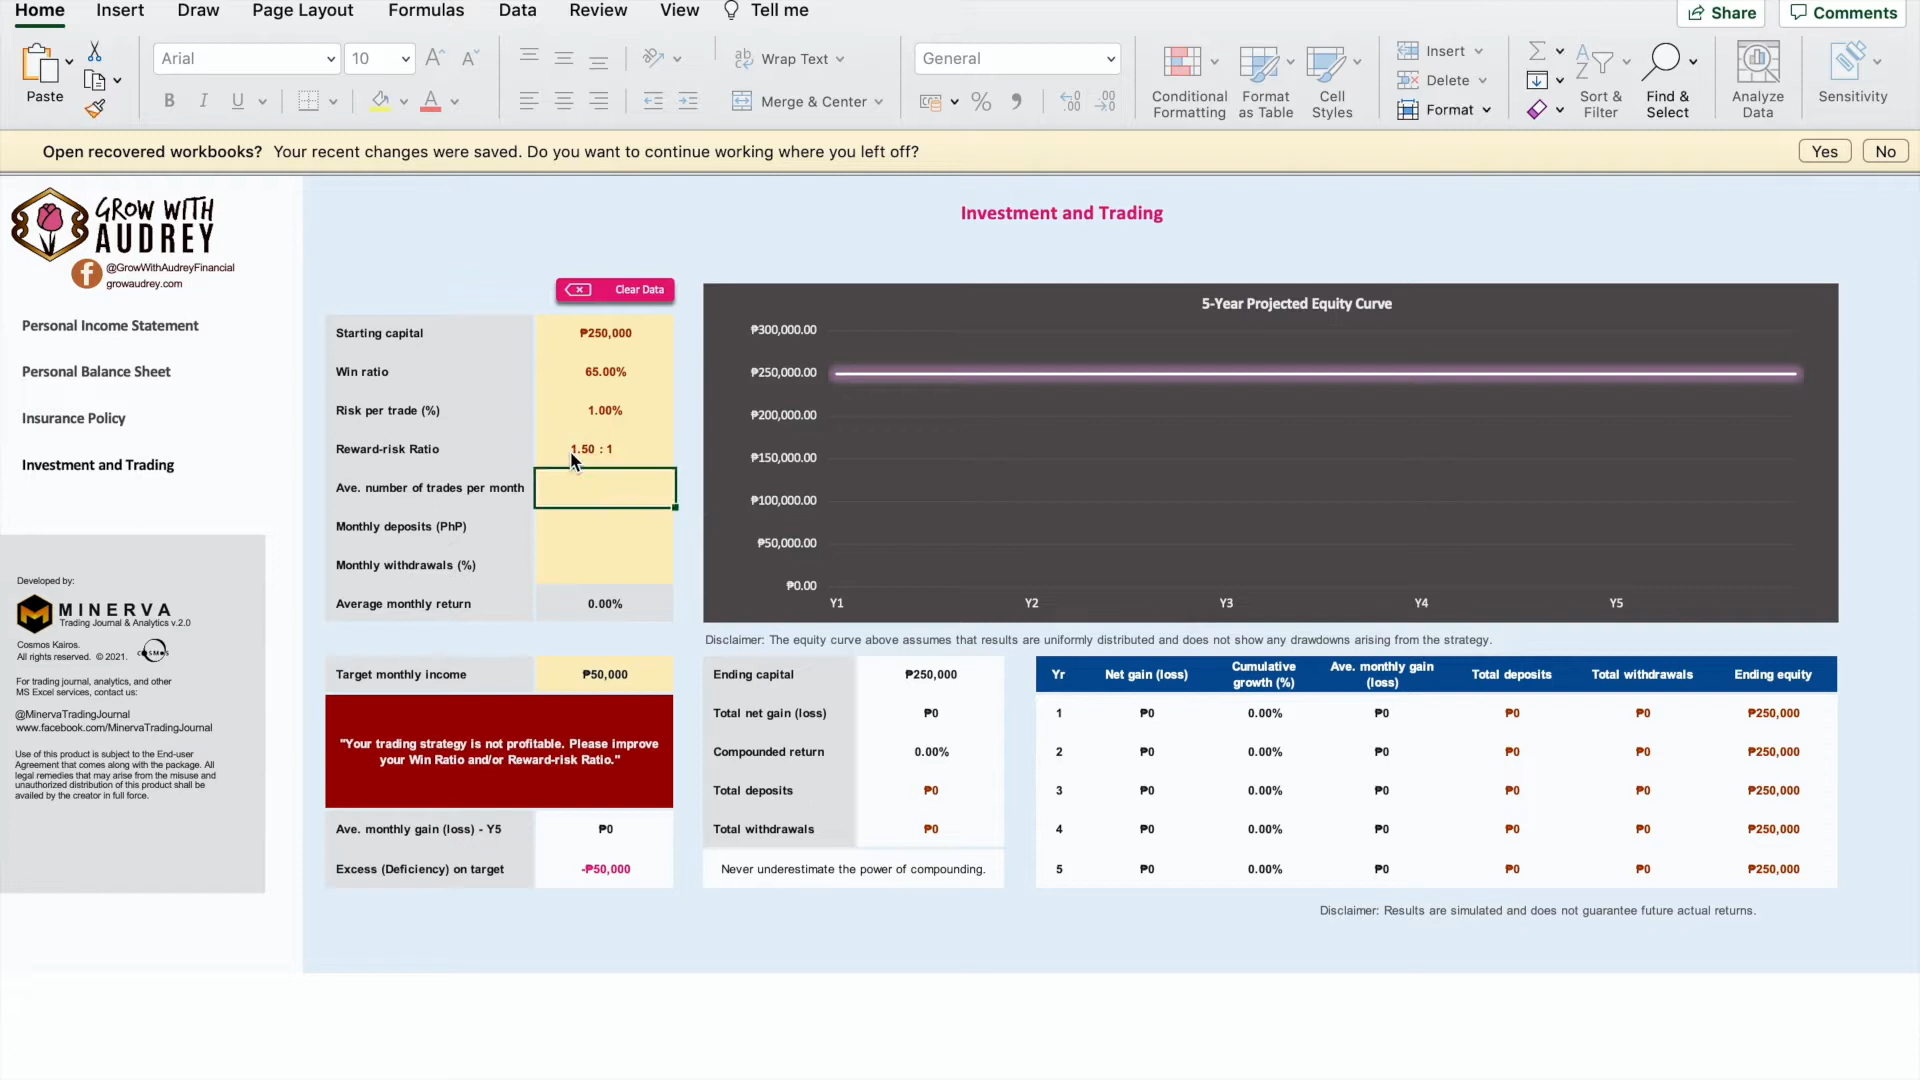 Home Insert Draw Page Layout Formulas Data Review View Tell me
Share Comments
Paste
Arial 10
Wrap Text
Merge & Center
General
Conditional Formatting
Format as Table
Cell Styles
Insert
Delete
Format
Sort & Filter
Find & Select
Analyze Data
Sensitivity
Open recovered workbooks? Your recent changes were saved. Do you want to continue working where you left off? Yes No
GROW WITH
AUDREY
@GrowWithAudreyFinancial
growaudrey.com
Personal Income Statement
Personal Balance Sheet
Insurance Policy
Investment and Trading
Developed by:
MINERVA
Trading Journal & Analytics v.2.0
Cosmos Kairos.
All rights reserved. © 2021.
COSMOS
For trading journal, analytics, and other
MS Excel services, contact us:
@MinervaTradingJournal
www.facebook.com/MinervaTradingJournal
Use of this product is subject to the End-user
Agreement that comes along with the package. All
legal remedies that may arise from the misuse and
unauthorized distribution of this product shall be
availed by the creator in full force.
Investment and Trading
Clear Data
Starting capital ₱250,000
Win ratio 65.00%
Risk per trade (%) 1.00%
Reward-risk Ratio 1.50 : 1
Ave. number of trades per month
Monthly deposits (PhP)
Monthly withdrawals (%)
Average monthly return 0.00%
Target monthly income ₱50,000
"Your trading strategy is not profitable. Please improve
your Win Ratio and/or Reward-risk Ratio."
Ave. monthly gain (loss) - Y5 ₱0
Excess (Deficiency) on target -₱50,000
5-Year Projected Equity Curve
₱300,000.00
₱250,000.00
₱200,000.00
₱150,000.00
₱100,000.00
₱50,000.00
₱0.00
Y1 Y2 Y3 Y4 Y5
Disclaimer: The equity curve above assumes that results are uniformly distributed and does not show any drawdowns arising from the strategy.
Ending capital ₱250,000
Total net gain (loss) ₱0
Compounded return 0.00%
Total deposits ₱0
Total withdrawals ₱0
Never underestimate the power of compounding.
Yr Net gain (loss) Cumulative growth (%) Ave. monthly gain (loss) Total deposits Total withdrawals Ending equity
1 ₱0 0.00% ₱0 ₱0 ₱0 ₱250,000
2 ₱0 0.00% ₱0 ₱0 ₱0 ₱250,000
3 ₱0 0.00% ₱0 ₱0 ₱0 ₱250,000
4 ₱0 0.00% ₱0 ₱0 ₱0 ₱250,000
5 ₱0 0.00% ₱0 ₱0 ₱0 ₱250,000
Disclaimer: Results are simulated and does not guarantee future actual returns.